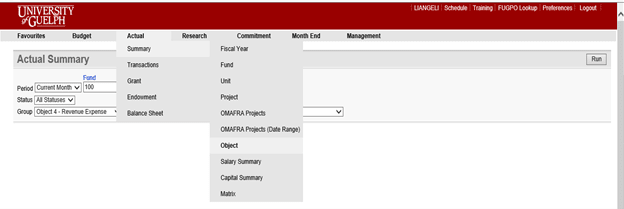 UNIVERSITY
of GUELPH
LIANGELI | Schedule | Training | FUGPO Lookup | Preferences | Logout |
Favourites Budget Actual Research Commitment Month End Management
Summary Fiscal Year
Actual Summary Run
Transactions Fund
Fund
Grant Unit
Period Current Month 100
Endowment Project
Status All Statuses
Group Object 4 - Revenue Expense Balance Sheet OMAFRA Projects
OMAFRA Projects (Date Range)
Object
Salary Summary
Capital Summary
Matrix